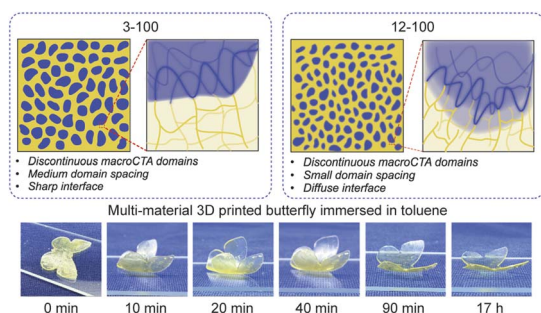 3-100
• Discontinuous macroCTA domains
• Medium domain spacing
• Sharp interface
12-100
• Discontinuous macroCTA domains
• Small domain spacing
• Diffuse interface
Multi-material 3D printed butterfly immersed in toluene
0 min
10 min
20 min
40 min
90 min
17 h